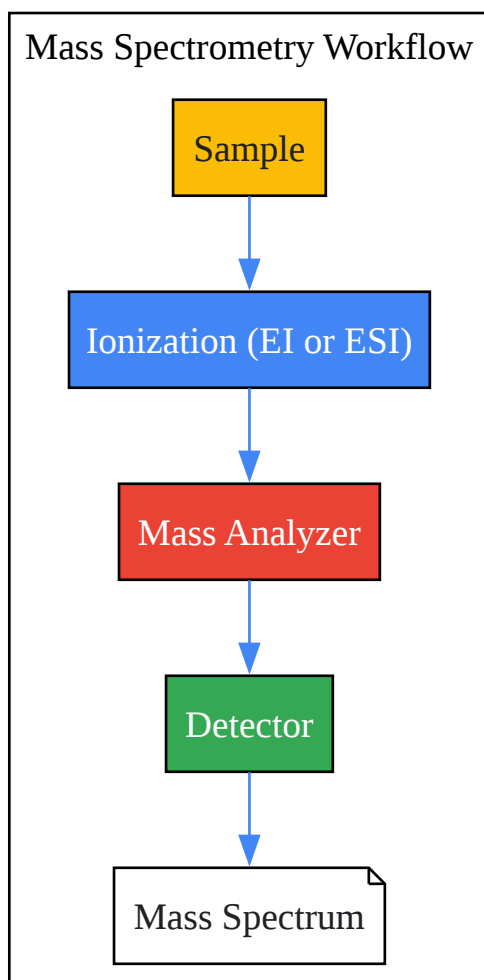 Mass Spectrometry Workflow
Sample
Ionization (EI or ESI)
Mass Analyzer
Detector
Mass Spectrum